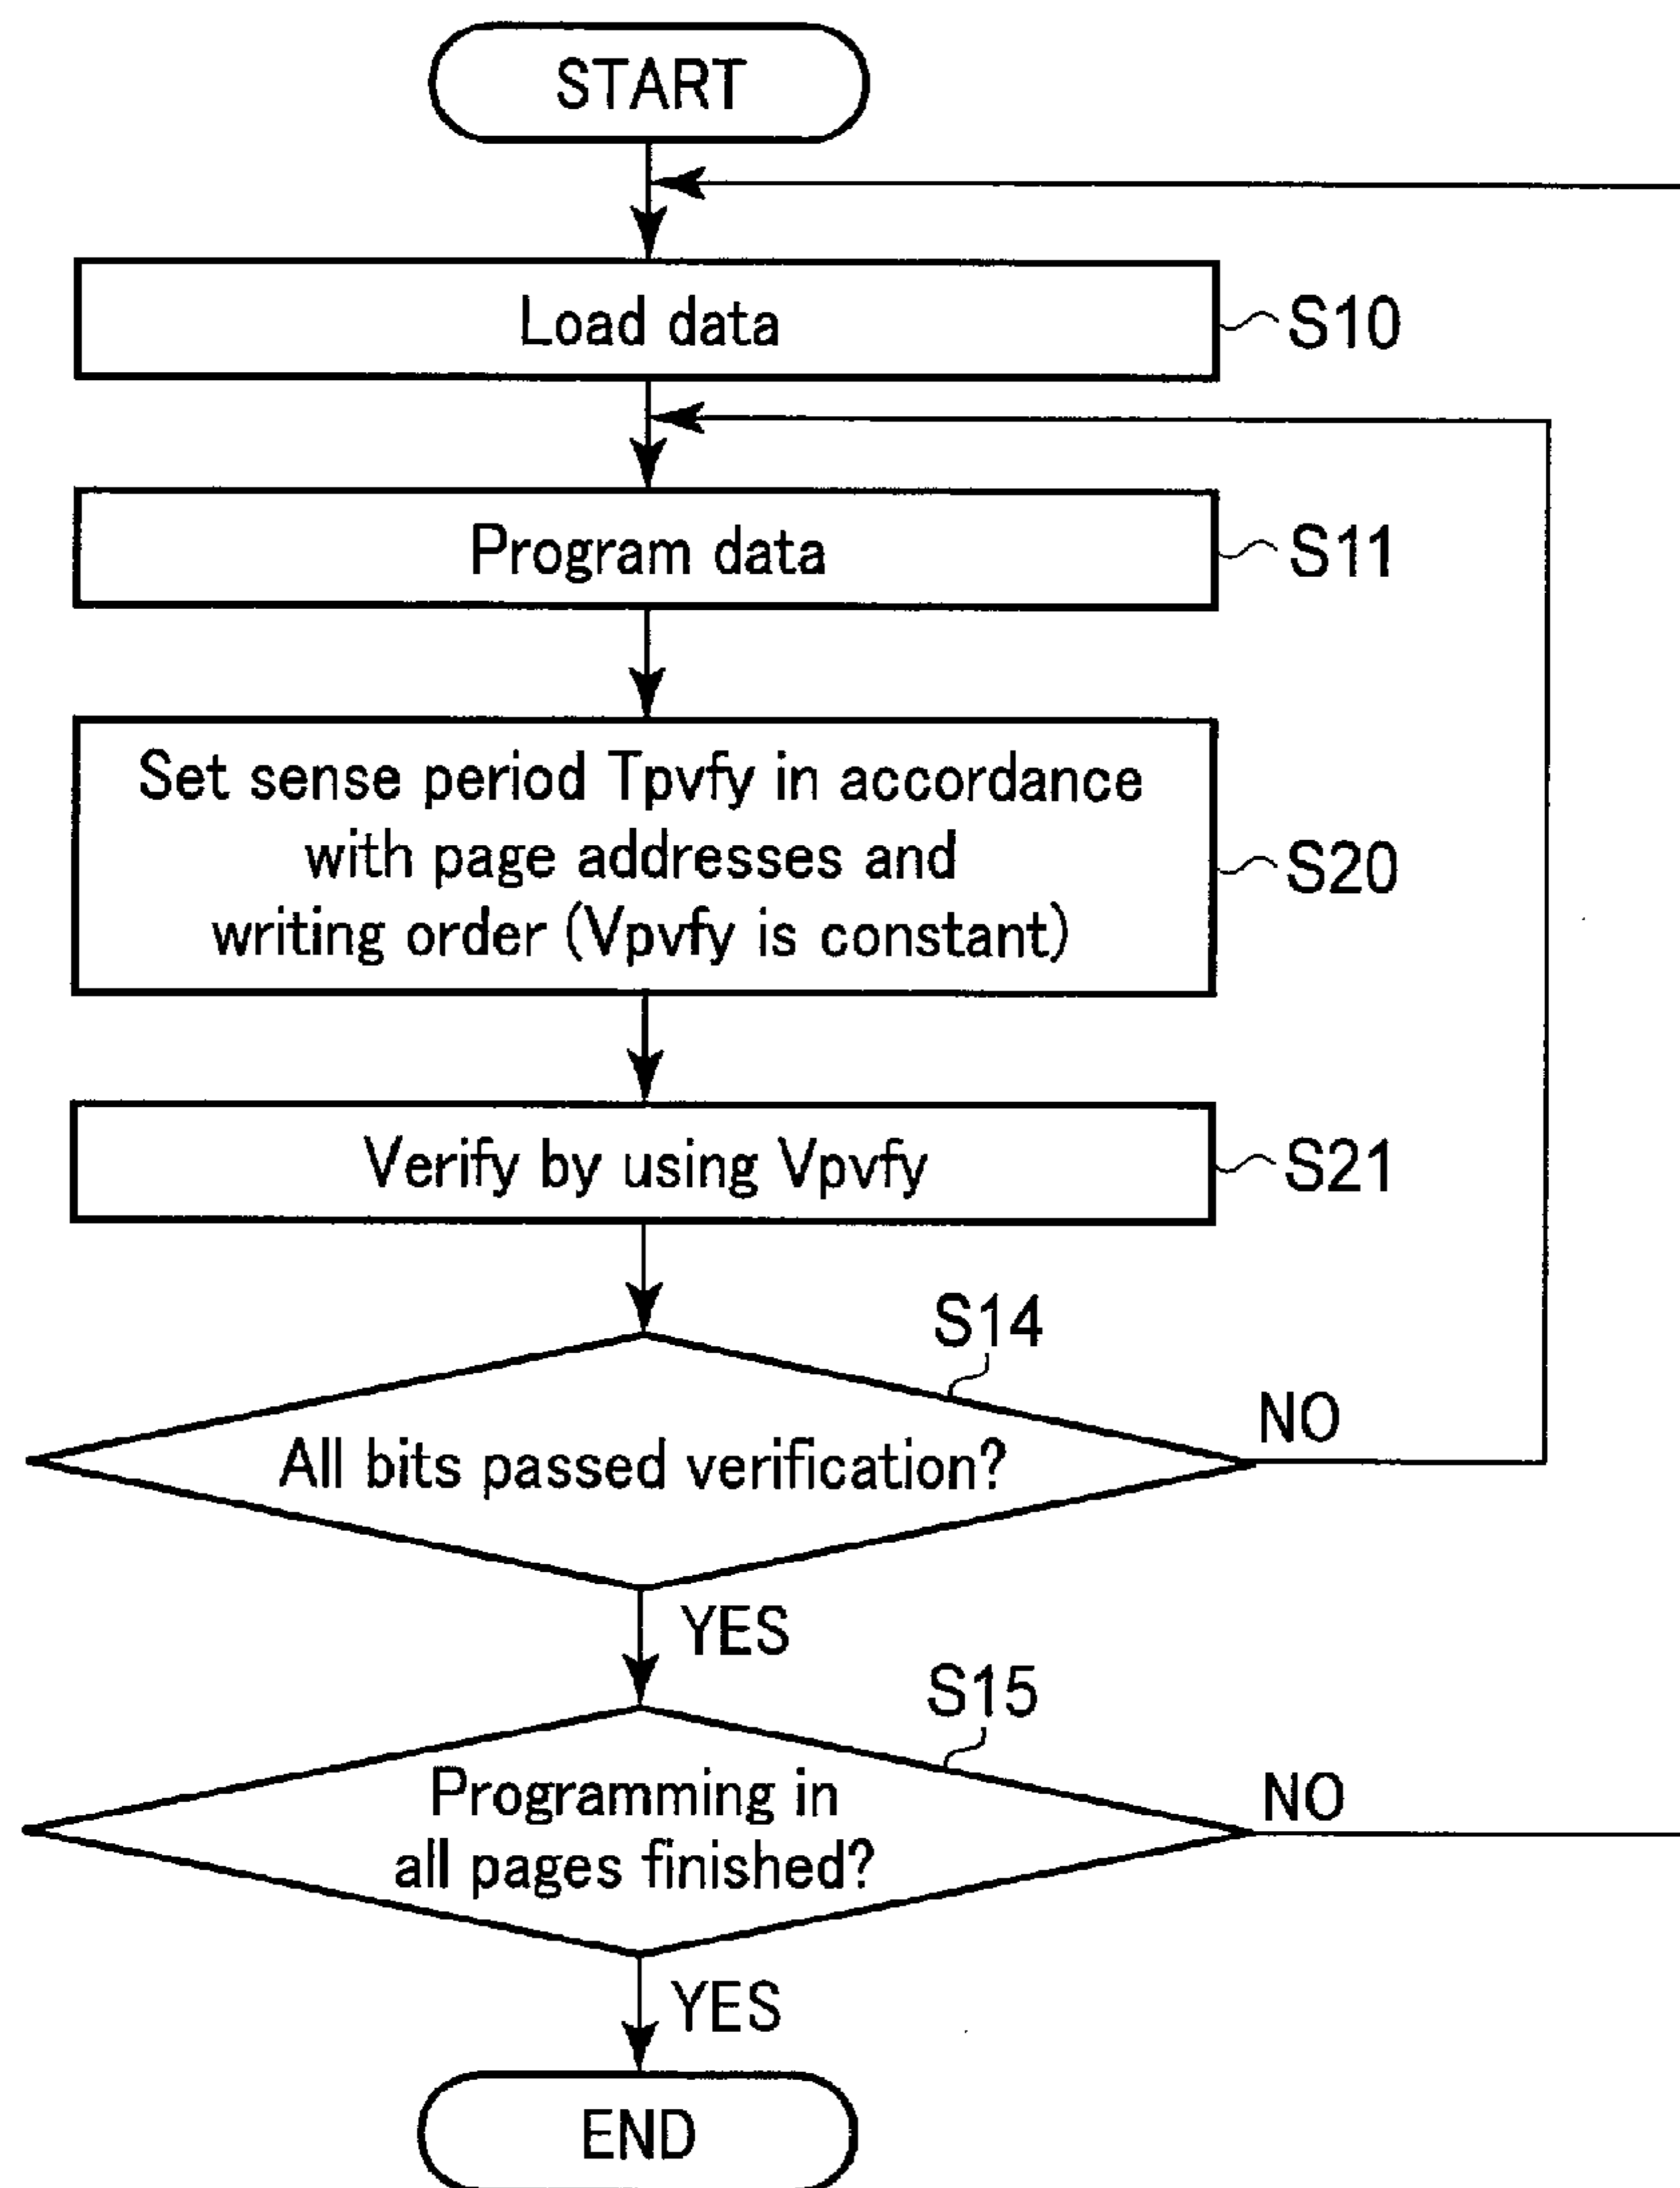 START
Load data
S10
Program data
S11
Set sense period Tpvfy in accordance
with page addresses and
writing order (Vpvfy is constant)
S20
Verify by using Vpvfy
S21
S14
All bits passed verification?
NO
YES
S15
Programming in
all pages finished?
NO
YES
END